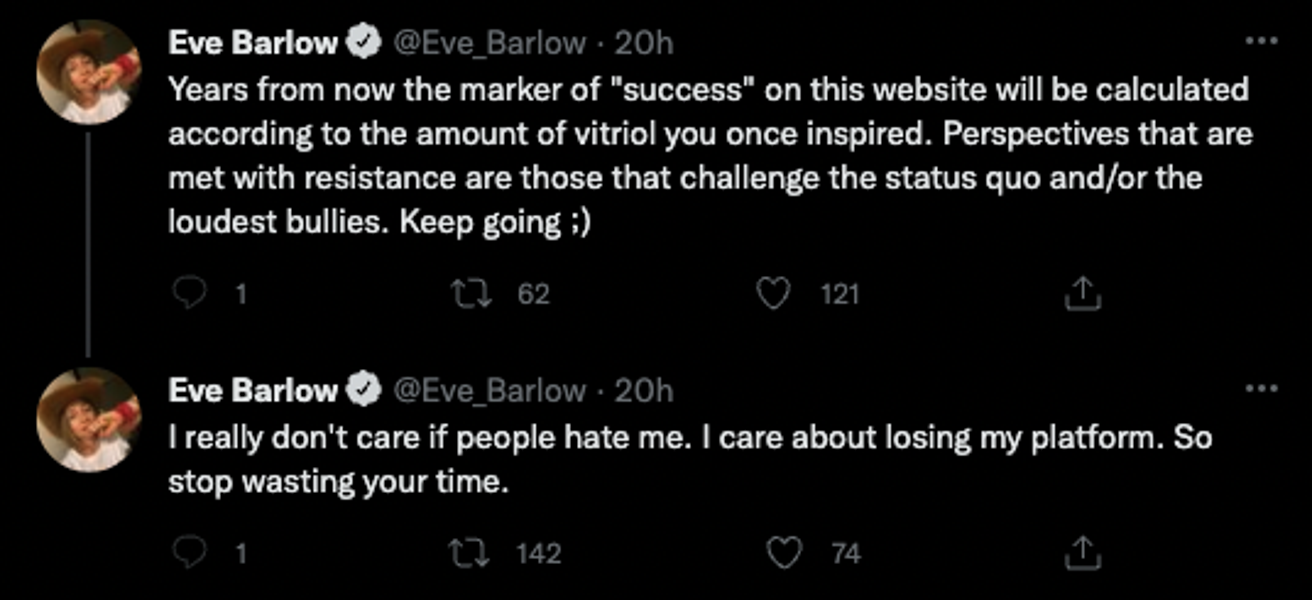 Eve Barlow @Eve_Barlow · 20h
Years from now the marker of "success" on this website will be calculated
according to the amount of vitriol you once inspired. Perspectives that are
met with resistance are those that challenge the status quo and/or the
loudest bullies. Keep going ;)
1 62 121
Eve Barlow @Eve_Barlow · 20h
I really don't care if people hate me. I care about losing my platform. So
stop wasting your time.
1 142 74